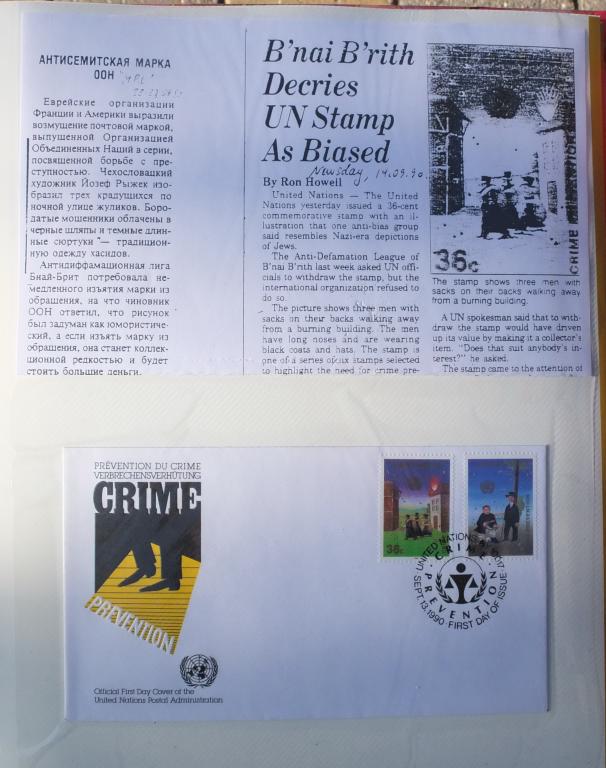 АНТИСЕМИТСКАЯ МАРКА
ООН
Еврейские организации
Франции и Америки выразили
возмущение почтовой маркой,
выпущенной Организацией
Объединенных Наций в серии,
посвященной борьбе с пре-
ступностью. Чехословацкий
художник Йозеф Рыжек изо-
бразил трех крадущихся по
ночной улице жуликов. Боро-
датые мошенники облачены в
черные шляпы и темные длин-
ные сюртуки — традицион-
ную одежду хасидов.
Антидиффамационная лига
Бнай-Брит потребовала не-
медленного изъятия марки из
обращения, на что чиновник
ООН ответил, что рисунок
был задуман как юмористиче-
ский, а если изъять марку из
обращения, она станет коллек-
ционной редкостью и будет
стоить большие деньги.
B'nai B'rith
Decries
UN Stamp
As Biased
Newsday, 14.09.90
By Ron Howell
United Nations — The United
Nations yesterday issued a 36-cent
commemorative stamp with an il-
lustration that one anti-bias group
said resembles Nazi-era depictions
of Jews.
The Anti-Defamation League of
B'nai B'rith last week asked UN offi-
cials to withdraw the stamp, but the
international organization refused to
do so.
The picture shows three men with
sacks on their backs walking away
from a burning building. The men
have long noses and are wearing
black coats and hats. The stamp is
one of a series of six stamps selected
to highlight the need for crime pre-
36c
CRIME PREVENTION
The stamp shows three men with
sacks on their backs walking away
from a burning building.
A UN spokesman said that to with-
draw the stamp would have driven
up its value by making it a collector's
item. "Does that suit anybody's in-
terest?" he asked.
The stamp came to the attention of
PRÉVENTION DU CRIME
VERBRECHENSVERHÜTUNG
CRIME
PREVENTION
Official First Day Cover of the
United Nations Postal Administration
36c
UNITED NATIONS, NY 10017
CRIME PREVENTION
SEPT.13.1990 · FIRST DAY OF ISSUE